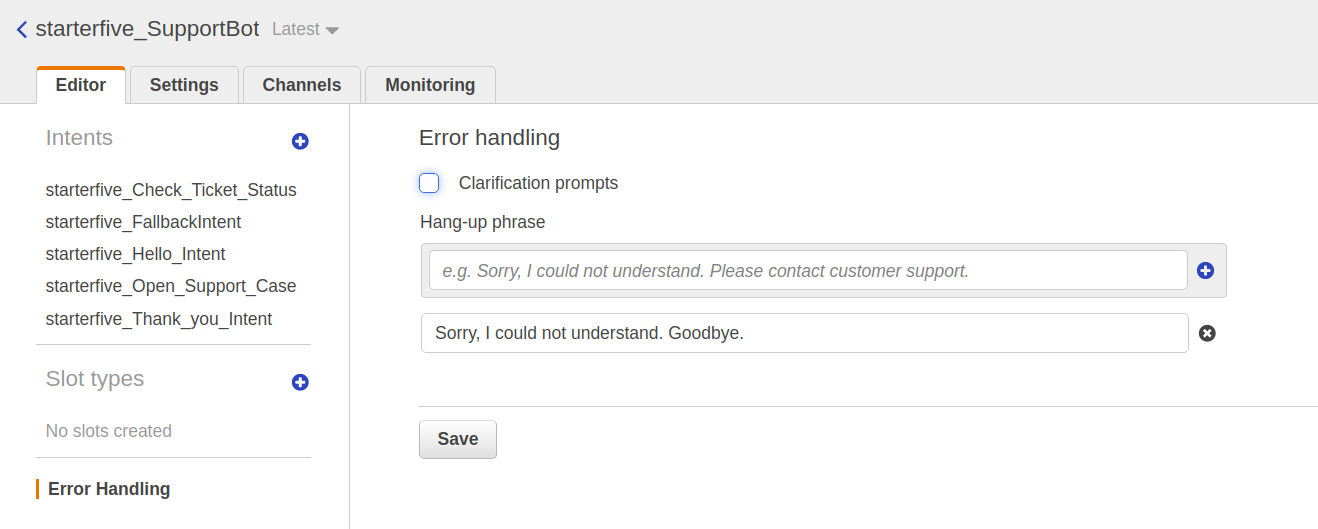 starterfive_SupportBot Latest
Editor Settings Channels Monitoring
Intents
starterfive_Check_Ticket_Status
starterfive_FallbackIntent
starterfive_Hello_Intent
starterfive_Open_Support_Case
starterfive_Thank_you_Intent
Slot types
No slots created
Error Handling
Error handling
Clarification prompts
Hang-up phrase
e.g. Sorry, I could not understand. Please contact customer support.
Sorry, I could not understand. Goodbye.
Save